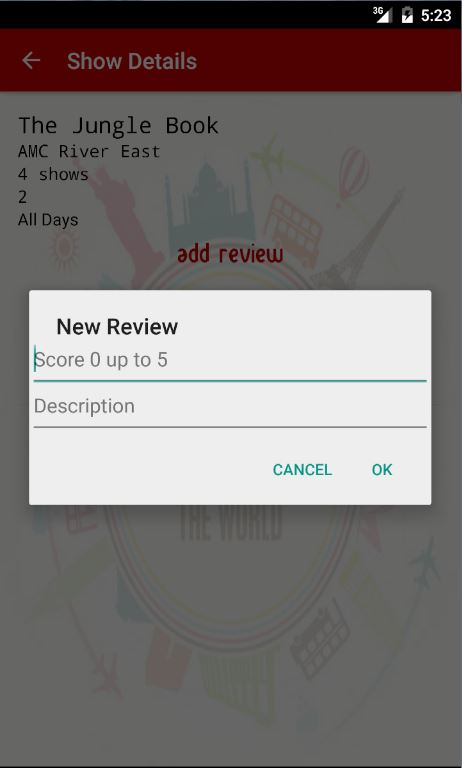 3G 5:23
Show Details
The Jungle Book
AMC River East
4 shows
2
All Days
add review
New Review
Score 0 up to 5
Description
CANCEL OK
THE WORLD